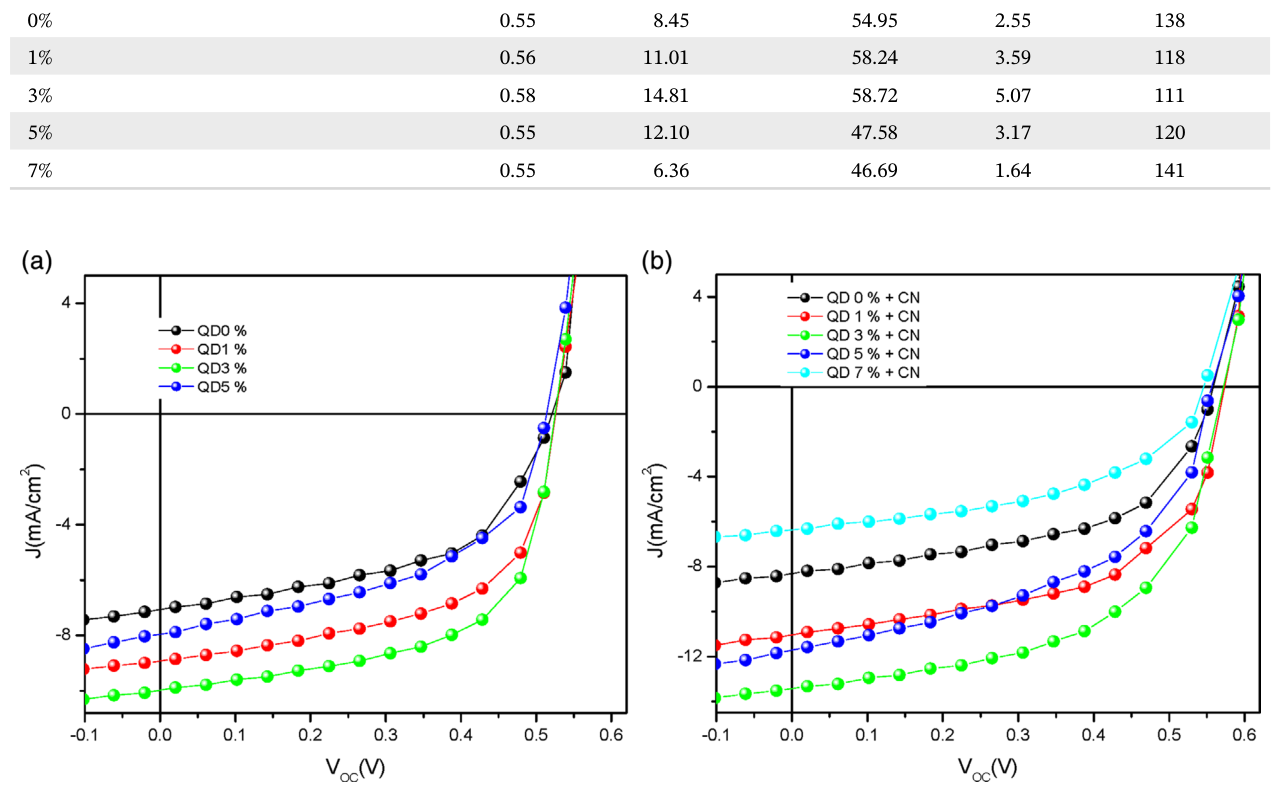 0% 0.55 8.45 54.95 2.55 138
1% 0.56 11.01 58.24 3.59 118
3% 0.58 14.81 58.72 5.07 111
5% 0.55 12.10 47.58 3.17 120
7% 0.55 6.36 46.69 1.64 141
(a)
QD0 %
QD1 %
QD3 %
QD5 %
4
0
-4
-8
J(mA/cm²)
-0.1 0.0 0.1 0.2 0.3 0.4 0.5 0.6
V_OC(V)
(b)
QD 0 % + CN
QD 1 % + CN
QD 3 % + CN
QD 5 % + CN
QD 7 % + CN
4
0
-4
-8
-12
J(mA/cm²)
-0.1 0.0 0.1 0.2 0.3 0.4 0.5 0.6
V_OC(V)